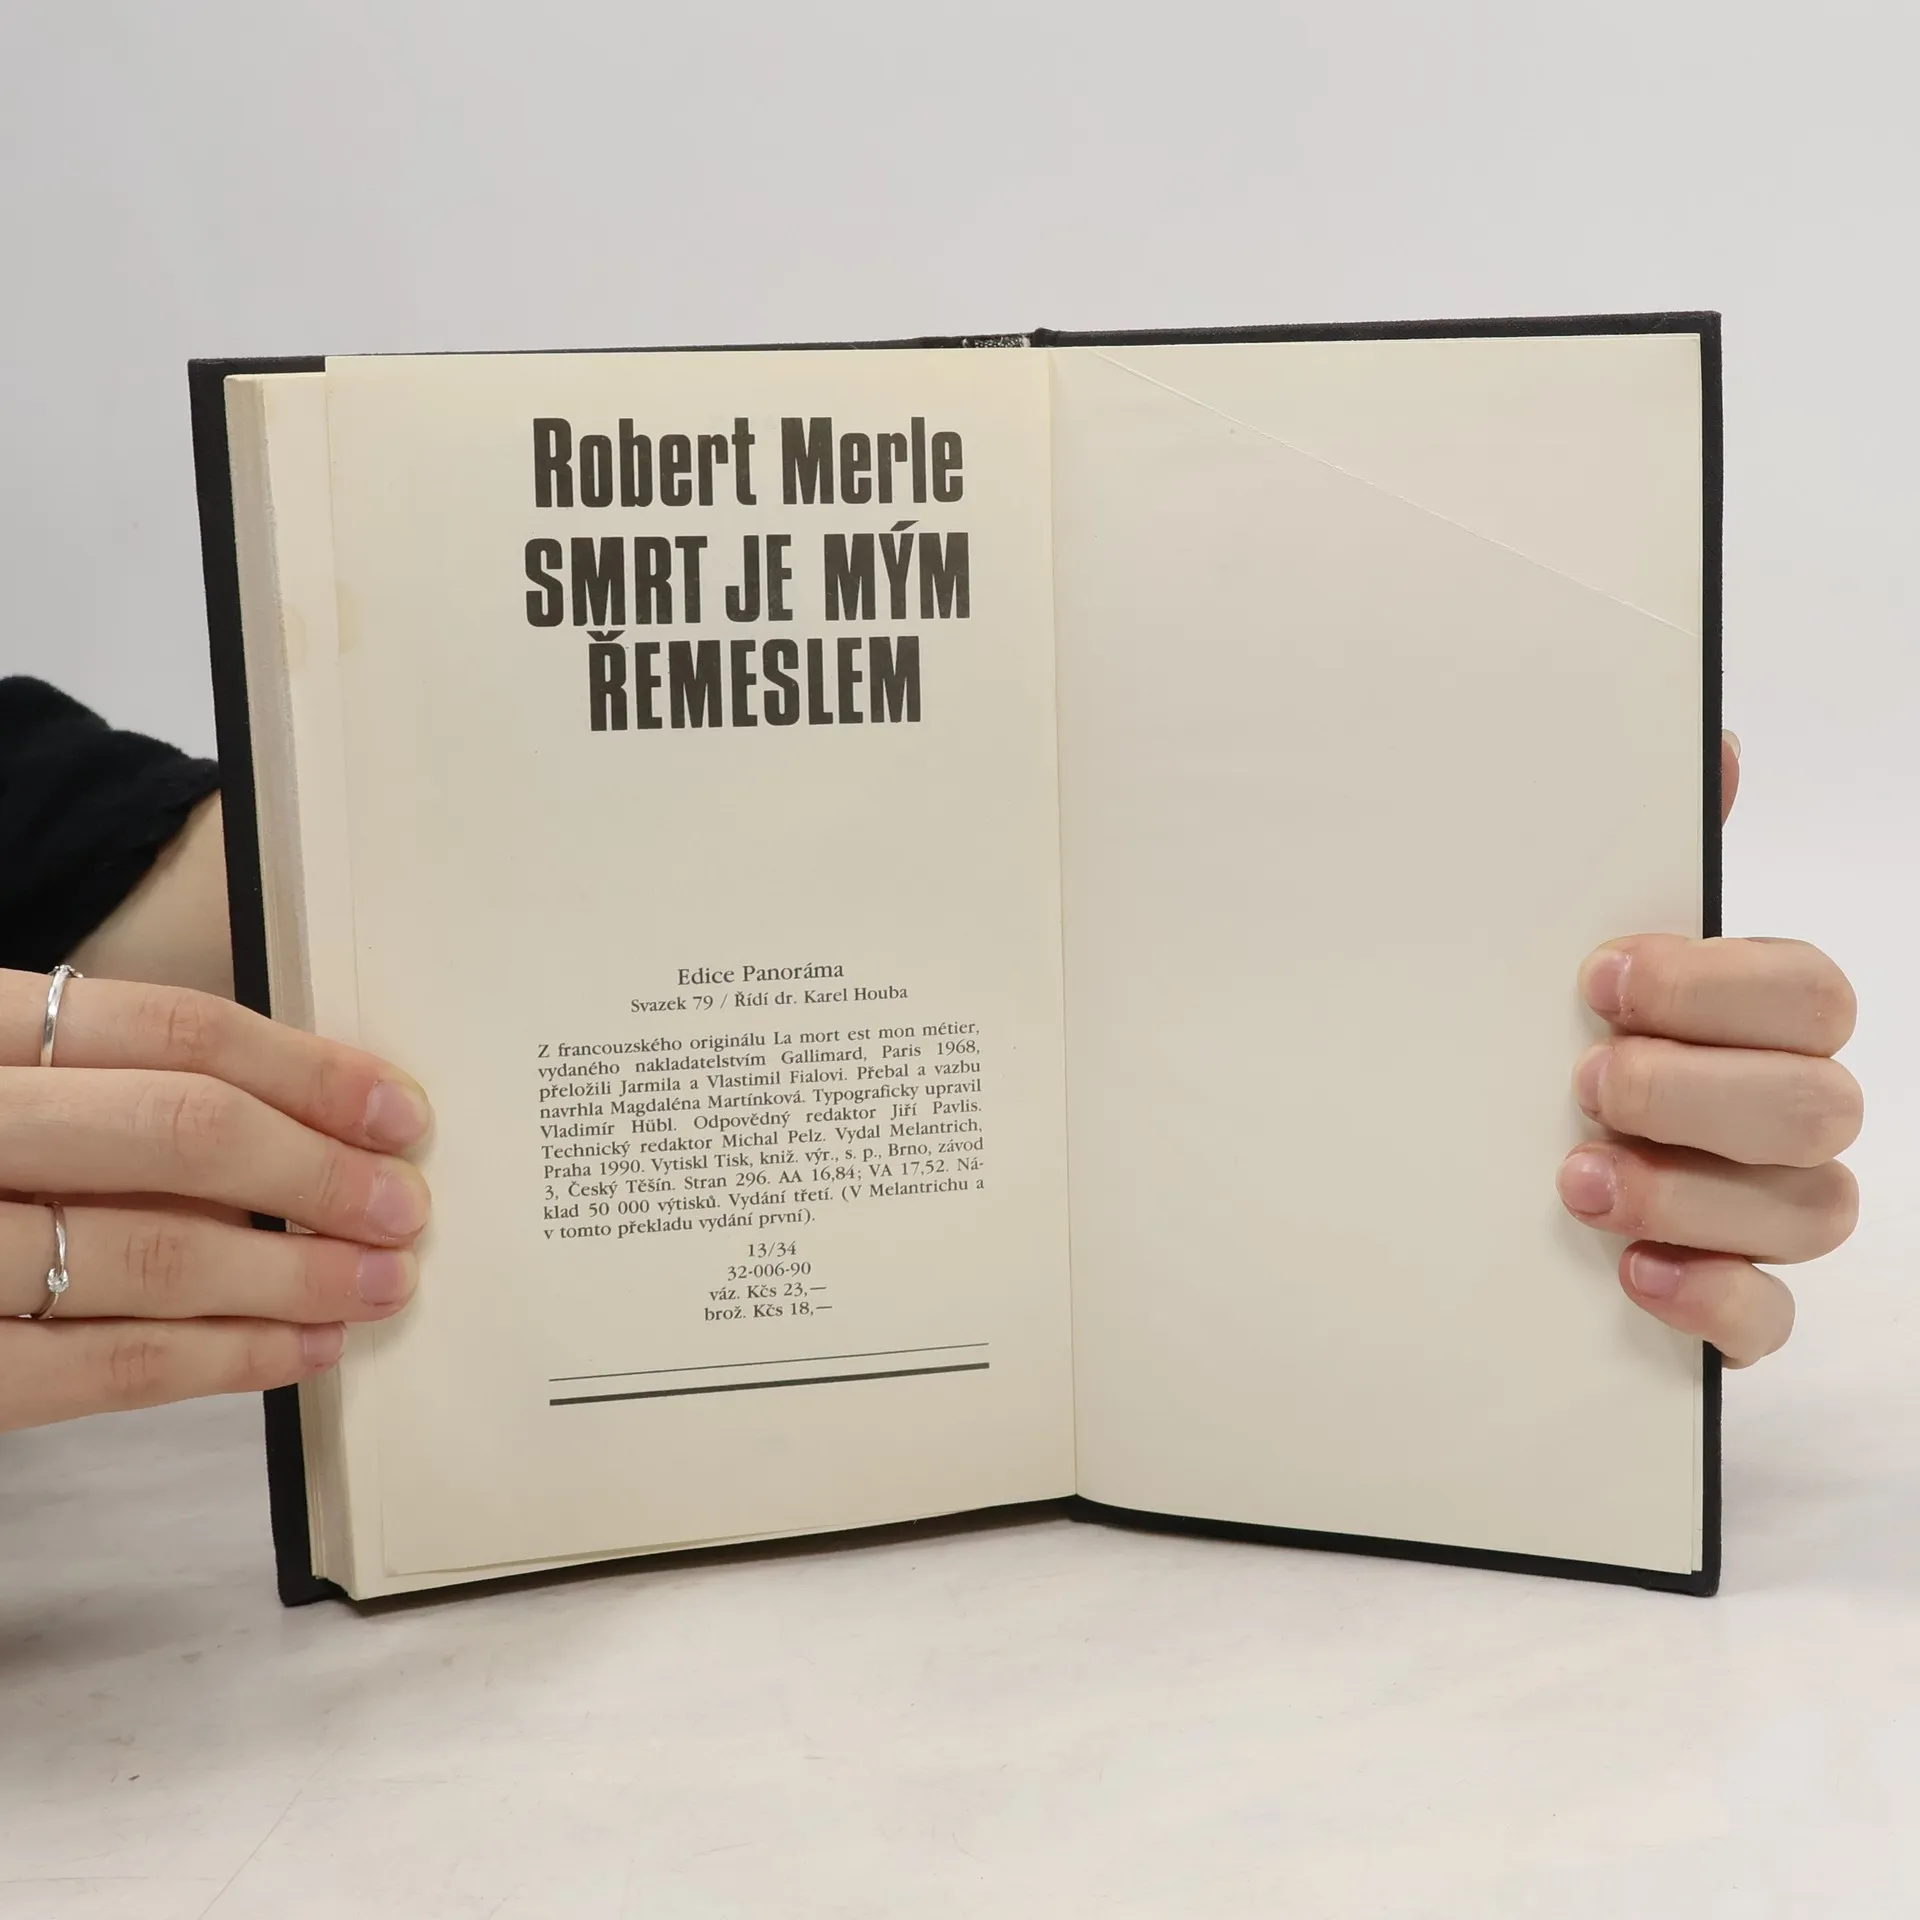 Robert Merle
SMRT JE MÝM
ŘEMESLEM
Edice Panoráma
Svazek 79 / Řídí dr. Karel Houba
Z francouzského originálu La mort est mon métier,
vydaného nakladatelstvím Gallimard, Paris 1968,
přeložili Jarmila a Vlastimil Fialovi. Přebal a vazbu
navrhla Magdaléna Martínková. Typograficky upravil
Vladimír Hübl. Odpovědný redaktor Jiří Pavlis.
Technický redaktor Michal Pelz. Vydal Melantrich,
Praha 1990. Vytiskl Tisk, kniž. výr., s. p., Brno, závod
3, Český Těšín. Stran 296. AA 16,84; VA 17,52. Ná-
klad 50 000 výtisků. Vydání třetí. (V Melantrichu a
v tomto překladu vydání první).
13/34
32-006-90
váz. Kčs 23,—
brož. Kčs 18,—